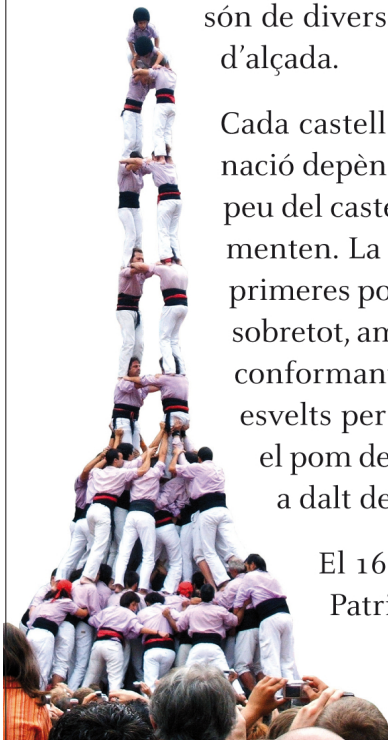 són de divers
d’alçada.
Cada castell
nació depèn
peu del caste
menten. La
primeres po
sobretot, am
conforman
esvelts per
el pom de
a dalt de
El 16
Patri